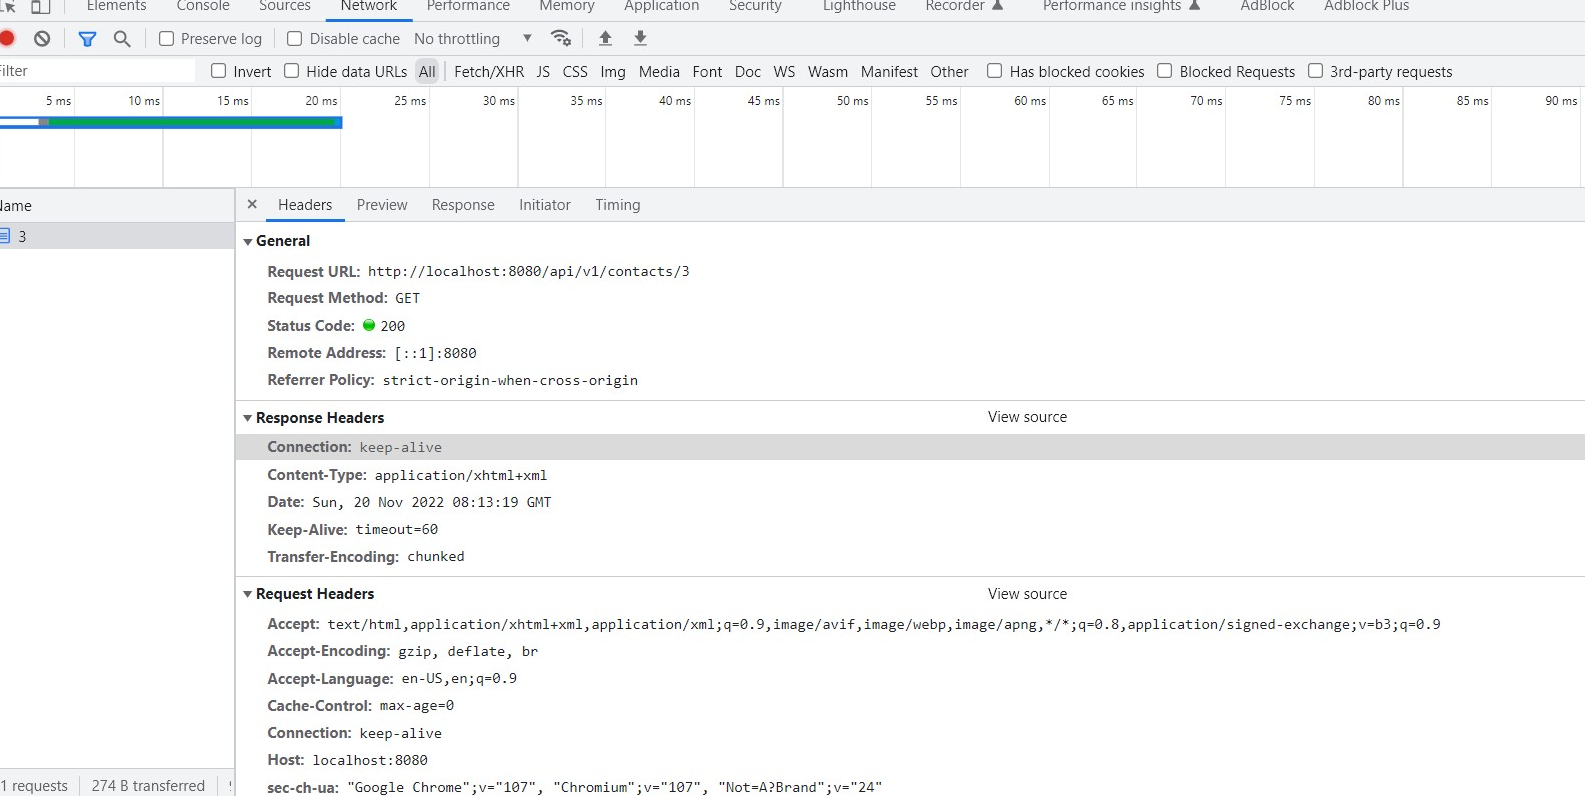 Elements Console Sources Network Performance Memory Application Security Lighthouse Recorder Performance insights AdBlock Adblock Plus
Preserve log Disable cache No throttling
Filter Invert Hide data URLs All Fetch/XHR JS CSS Img Media Font Doc WS Wasm Manifest Other Has blocked cookies Blocked Requests 3rd-party requests
5 ms 10 ms 15 ms 20 ms 25 ms 30 ms 35 ms 40 ms 45 ms 50 ms 55 ms 60 ms 65 ms 70 ms 75 ms 80 ms 85 ms 90 ms
Name
3
Headers Preview Response Initiator Timing
General
Request URL: http://localhost:8080/api/v1/contacts/3
Request Method: GET
Status Code: 200
Remote Address: [::1]:8080
Referrer Policy: strict-origin-when-cross-origin
Response Headers View source
Connection: keep-alive
Content-Type: application/xhtml+xml
Date: Sun, 20 Nov 2022 08:13:19 GMT
Keep-Alive: timeout=60
Transfer-Encoding: chunked
Request Headers View source
Accept: text/html,application/xhtml+xml,application/xml;q=0.9,image/avif,image/webp,image/apng,*/*;q=0.8,application/signed-exchange;v=b3;q=0.9
Accept-Encoding: gzip, deflate, br
Accept-Language: en-US,en;q=0.9
Cache-Control: max-age=0
Connection: keep-alive
Host: localhost:8080
sec-ch-ua: "Google Chrome";v="107", "Chromium";v="107", "Not=A?Brand";v="24"
1 requests 274 B transferred